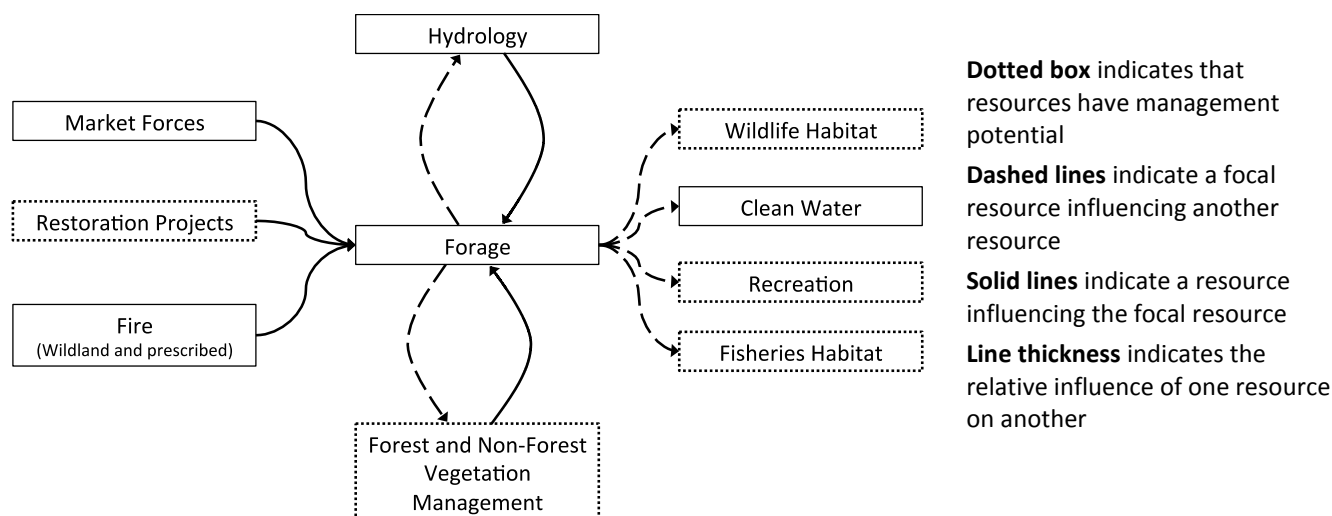 Hydrology
Market Forces
Restoration Projects
Fire
(Wildland and prescribed)
Forage
Forest and Non-Forest
Vegetation
Management
Wildlife Habitat
Clean Water
Recreation
Fisheries Habitat
Dotted box indicates that
resources have management
potential
Dashed lines indicate a focal
resource influencing another
resource
Solid lines indicate a resource
influencing the focal resource
Line thickness indicates the
relative influence of one resource
on another